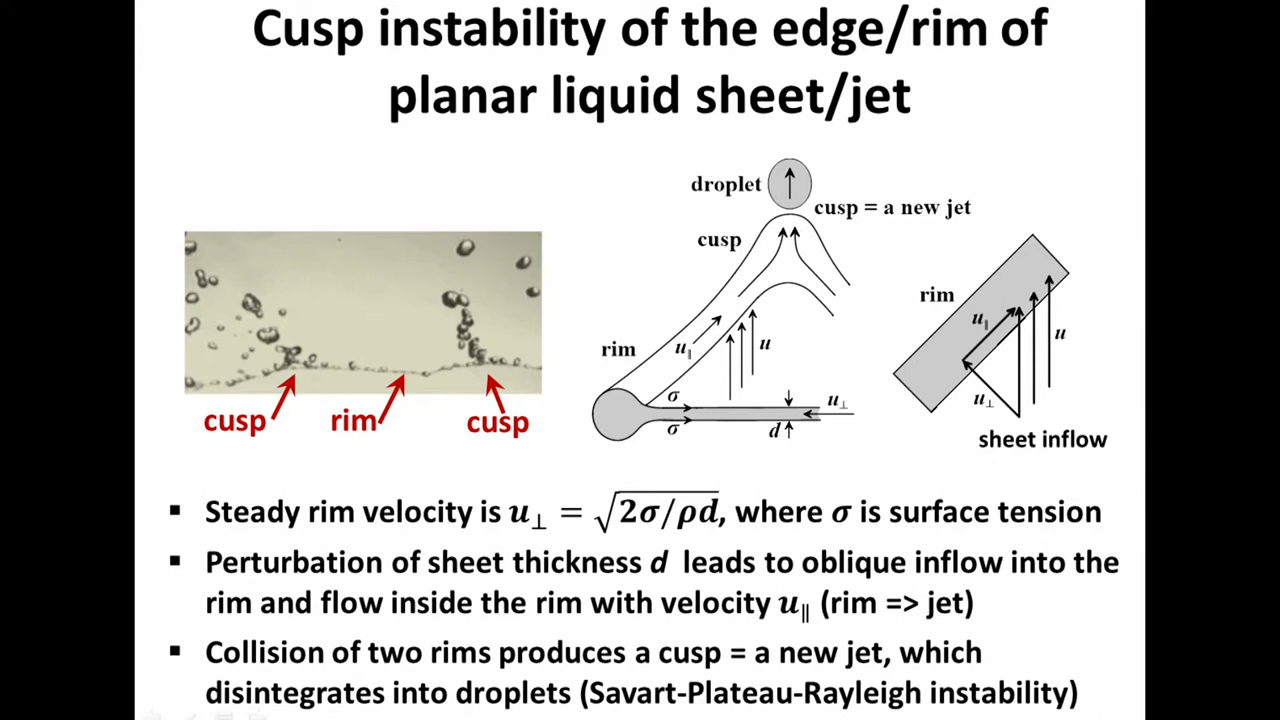 Cusp instability of the edge/rim of
planar liquid sheet/jet
droplet
cusp = a new jet
cusp
rim
u∥
u
σ
σ
d
u⊥
rim
u∥
u⊥
u
sheet inflow
cusp
rim
cusp
▪ Steady rim velocity is u⊥ = √2σ/ρd, where σ is surface tension
▪ Perturbation of sheet thickness d leads to oblique inflow into the
rim and flow inside the rim with velocity u∥ (rim => jet)
▪ Collision of two rims produces a cusp = a new jet, which
disintegrates into droplets (Savart-Plateau-Rayleigh instability)